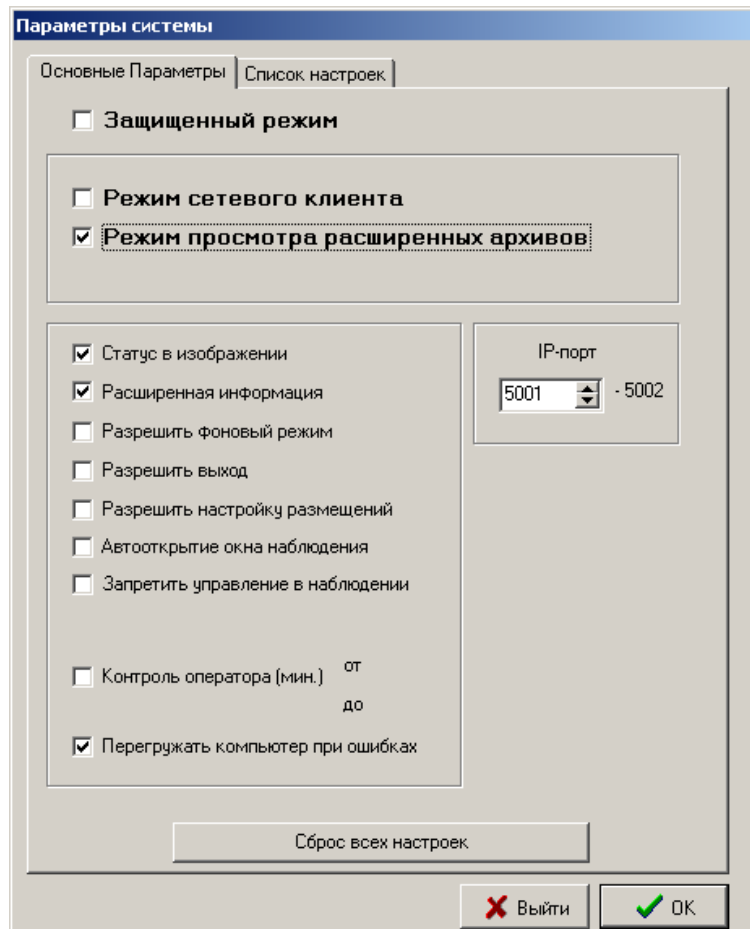 Параметры системы
Основные Параметры Список настроек
Защищенный режим
Режим сетевого клиента
Режим просмотра расширенных архивов
Статус в изображении
Расширенная информация
Разрешить фоновый режим
Разрешить выход
Разрешить настройку размещений
Автооткрытие окна наблюдения
Запретить управление в наблюдении
Контроль оператора (мин.) от
до
Перегружать компьютер при ошибках
IP-порт
5001 - 5002
Сброс всех настроек
Выйти OK